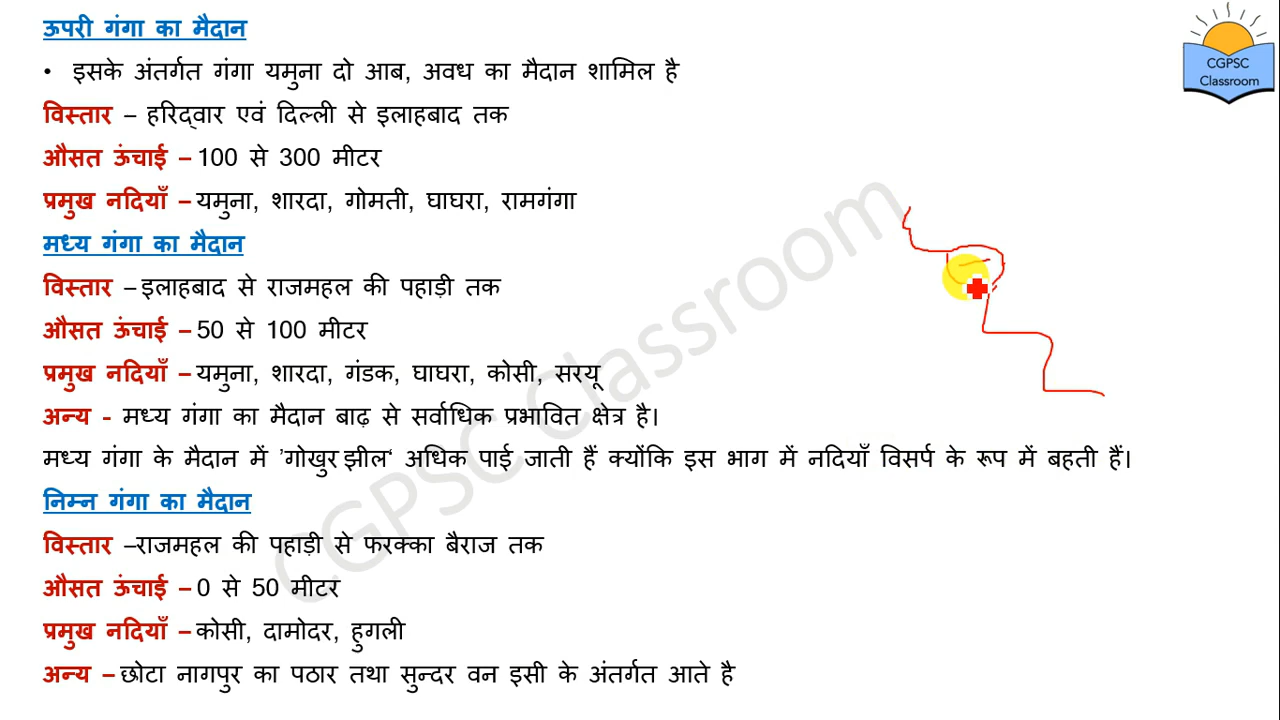 ऊपरी गंगा का मैदान
• इसके अंतर्गत गंगा यमुना दो आब, अवध का मैदान शामिल है
विस्तार – हरिद्वार एवं दिल्ली से इलाहबाद तक
औसत ऊंचाई – 100 से 300 मीटर
प्रमुख नदियाँ – यमुना, शारदा, गोमती, घाघरा, रामगंगा
मध्य गंगा का मैदान
विस्तार – इलाहबाद से राजमहल की पहाड़ी तक
औसत ऊंचाई – 50 से 100 मीटर
प्रमुख नदियाँ – यमुना, शारदा, गंडक, घाघरा, कोसी, सरयू
अन्य - मध्य गंगा का मैदान बाढ़ से सर्वाधिक प्रभावित क्षेत्र है।
मध्य गंगा के मैदान में 'गोखुर झील' अधिक पाई जाती हैं क्योंकि इस भाग में नदियाँ विसर्प के रूप में बहती हैं।
निम्न गंगा का मैदान
विस्तार –राजमहल की पहाड़ी से फरक्का बैराज तक
औसत ऊंचाई – 0 से 50 मीटर
प्रमुख नदियाँ – कोसी, दामोदर, हुगली
अन्य – छोटा नागपुर का पठार तथा सुन्दर वन इसी के अंतर्गत आते है
CGPSC
Classroom
CGPSC Classroom